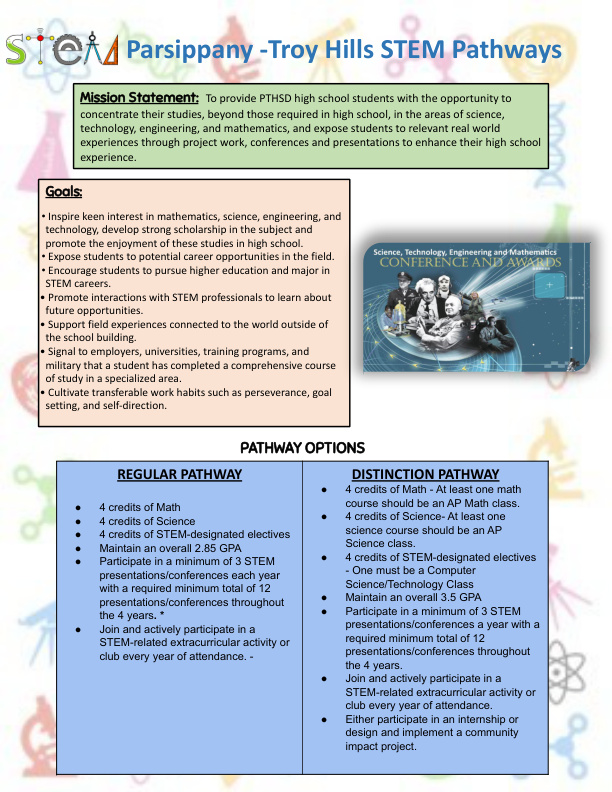 STEM Parsippany -Troy Hills STEM Pathways
Mission Statement: To provide PTHSD high school students with the opportunity to
concentrate their studies, beyond those required in high school, in the areas of science,
technology, engineering, and mathematics, and expose students to relevant real world
experiences through project work, conferences and presentations to enhance their high school
experience.
Goals:
• Inspire keen interest in mathematics, science, engineering, and
technology, develop strong scholarship in the subject and
promote the enjoyment of these studies in high school.
• Expose students to potential career opportunities in the field.
• Encourage students to pursue higher education and major in
STEM careers.
• Promote interactions with STEM professionals to learn about
future opportunities.
• Support field experiences connected to the world outside of
the school building.
• Signal to employers, universities, training programs, and
military that a student has completed a comprehensive course
of study in a specialized area.
• Cultivate transferable work habits such as perseverance, goal
setting, and self-direction.
Science, Technology, Engineering and Mathematics
CONFERENCE AND AWARDS
PATHWAY OPTIONS
REGULAR PATHWAY
● 4 credits of Math
● 4 credits of Science
● 4 credits of STEM-designated electives
● Maintain an overall 2.85 GPA
● Participate in a minimum of 3 STEM
presentations/conferences each year
with a required minimum total of 12
presentations/conferences throughout
the 4 years. *
● Join and actively participate in a
STEM-related extracurricular activity or
club every year of attendance. -
DISTINCTION PATHWAY
● 4 credits of Math - At least one math
course should be an AP Math class.
● 4 credits of Science- At least one
science course should be an AP
Science class.
● 4 credits of STEM-designated electives
- One must be a Computer
Science/Technology Class
● Maintain an overall 3.5 GPA
● Participate in a minimum of 3 STEM
presentations/conferences a year with a
required minimum total of 12
presentations/conferences throughout
the 4 years.
● Join and actively participate in a
STEM-related extracurricular activity or
club every year of attendance.
● Either participate in an internship or
design and implement a community
impact project.